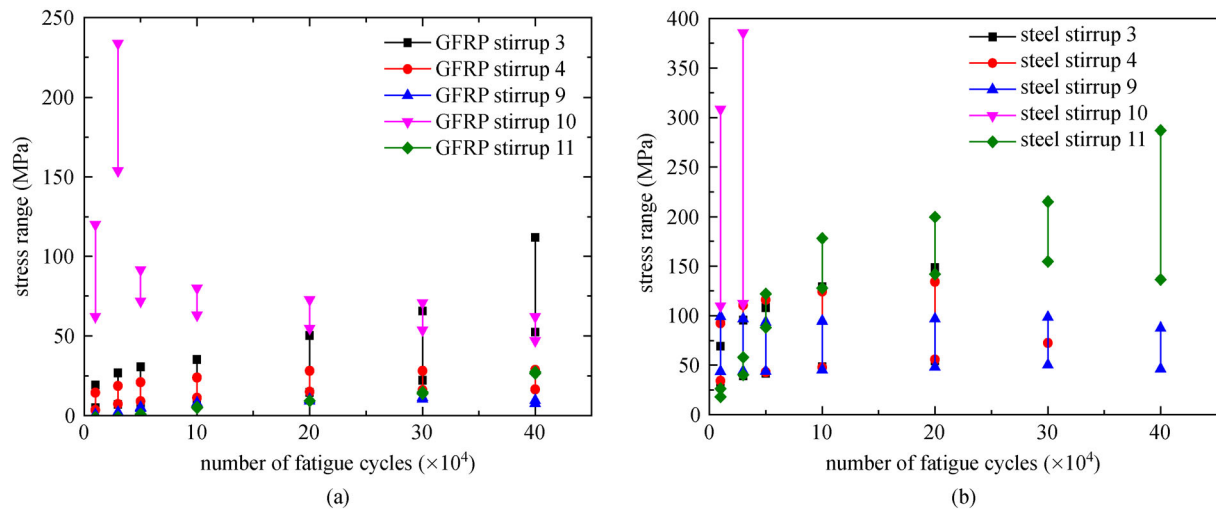 250
200
150
100
50
0
stress range (MPa)
GFRP stirrup 3
GFRP stirrup 4
GFRP stirrup 9
GFRP stirrup 10
GFRP stirrup 11
0 10 20 30 40
number of fatigue cycles (×10⁴)
(a)
400
350
300
250
200
150
100
50
0
stress range (MPa)
steel stirrup 3
steel stirrup 4
steel stirrup 9
steel stirrup 10
steel stirrup 11
0 10 20 30 40
number of fatigue cycles (×10⁴)
(b)